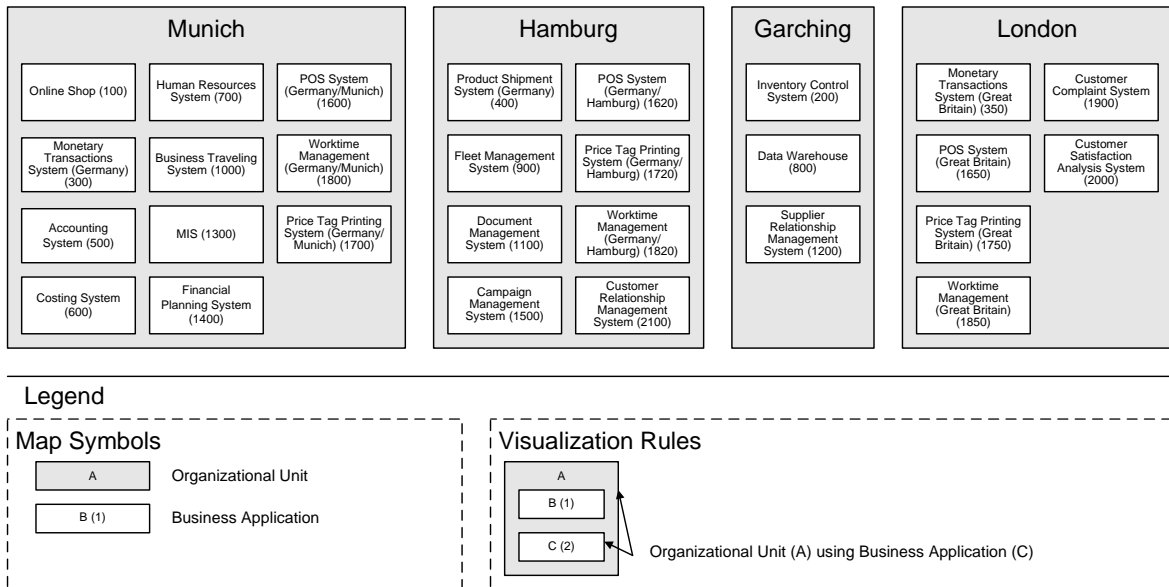 Munich
Online Shop (100)
Human Resources
System (700)
POS System
(Germany/Munich)
(1600)
Monetary
Transactions
System (Germany)
(300)
Business Traveling
System (1000)
Worktime
Management
(Germany/Munich)
(1800)
Accounting
System (500)
MIS (1300)
Price Tag Printing
System (Germany/
Munich) (1700)
Costing System
(600)
Financial
Planning System
(1400)
Hamburg
Product Shipment
System (Germany)
(400)
POS System
(Germany/
Hamburg) (1620)
Fleet Management
System (900)
Price Tag Printing
System (Germany/
Hamburg) (1720)
Document
Management
System (1100)
Worktime
Management
(Germany/
Hamburg) (1820)
Campaign
Management
System (1500)
Customer
Relationship
Management
System (2100)
Garching
Inventory Control
System (200)
Data Warehouse
(800)
Supplier
Relationship
Management
System (1200)
London
Monetary
Transactions
System (Great
Britain) (350)
Customer
Complaint System
(1900)
POS System
(Great Britain)
(1650)
Customer
Satisfaction
Analysis System
(2000)
Price Tag Printing
System (Great
Britain) (1750)
Worktime
Management
(Great Britain)
(1850)
Legend
Map Symbols
A
Organizational Unit
B (1)
Business Application
Visualization Rules
A
B (1)
C (2)
Organizational Unit (A) using Business Application (C)